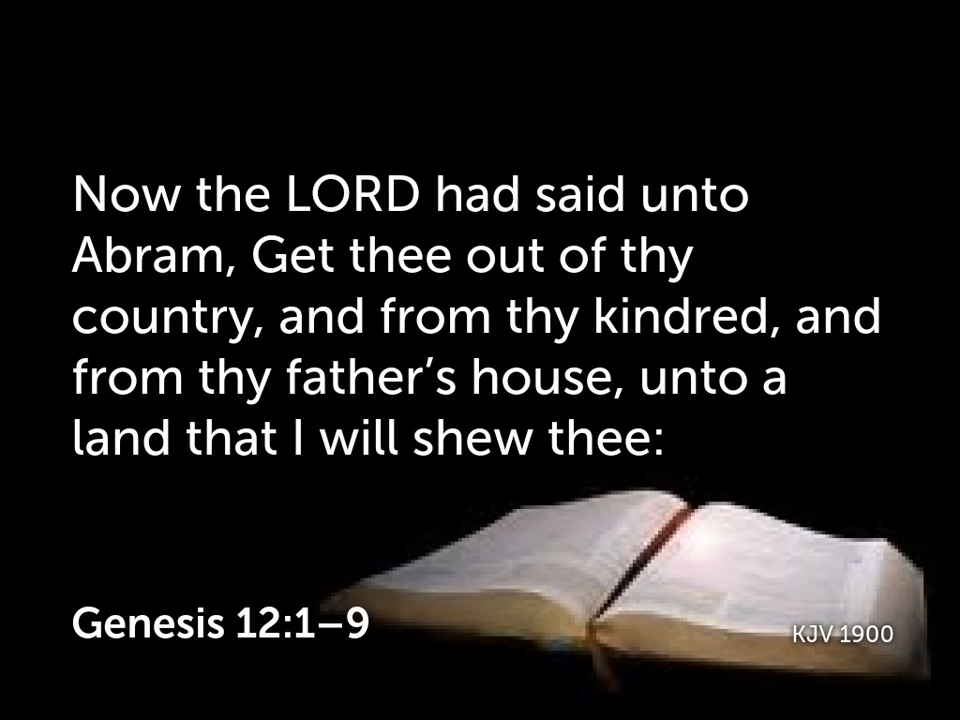 Now the LORD had said unto
Abram, Get thee out of thy
country, and from thy kindred, and
from thy father’s house, unto a
land that I will shew thee:
Genesis 12:1–9
KJV 1900